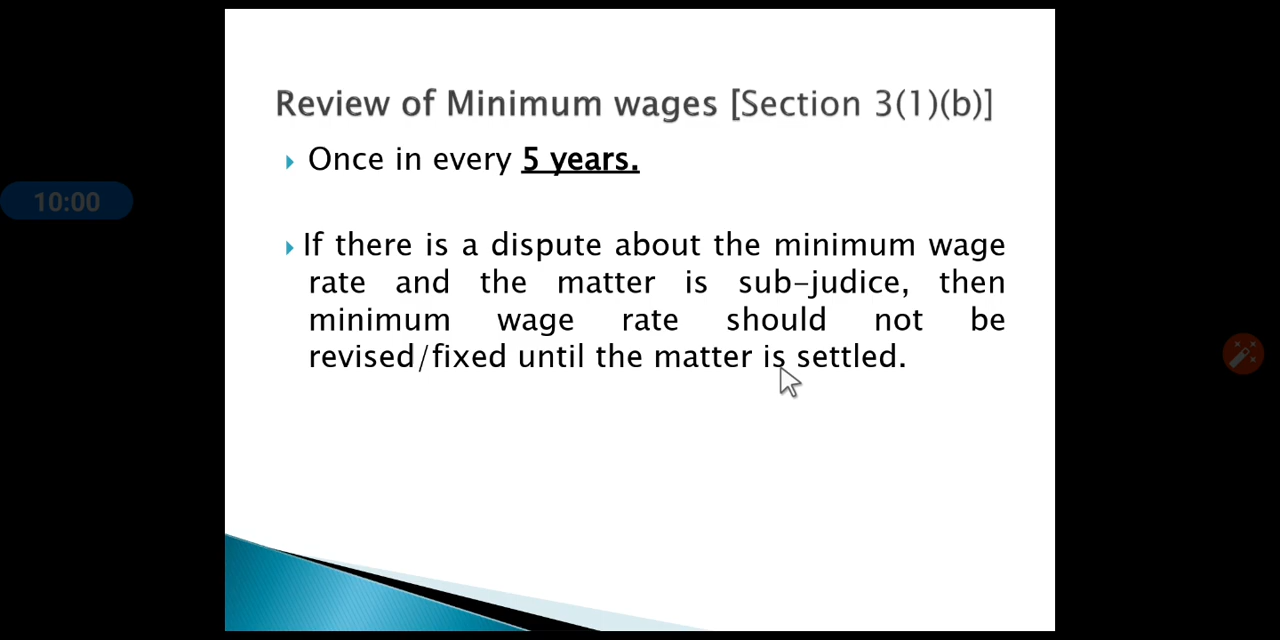 Review of Minimum wages [Section 3(1)(b)]
Once in every 5 years.
10:00
If there is a dispute about the minimum wage
rate and the matter is sub-judice, then
minimum wage rate should not be
revised/fixed until the matter is settled.